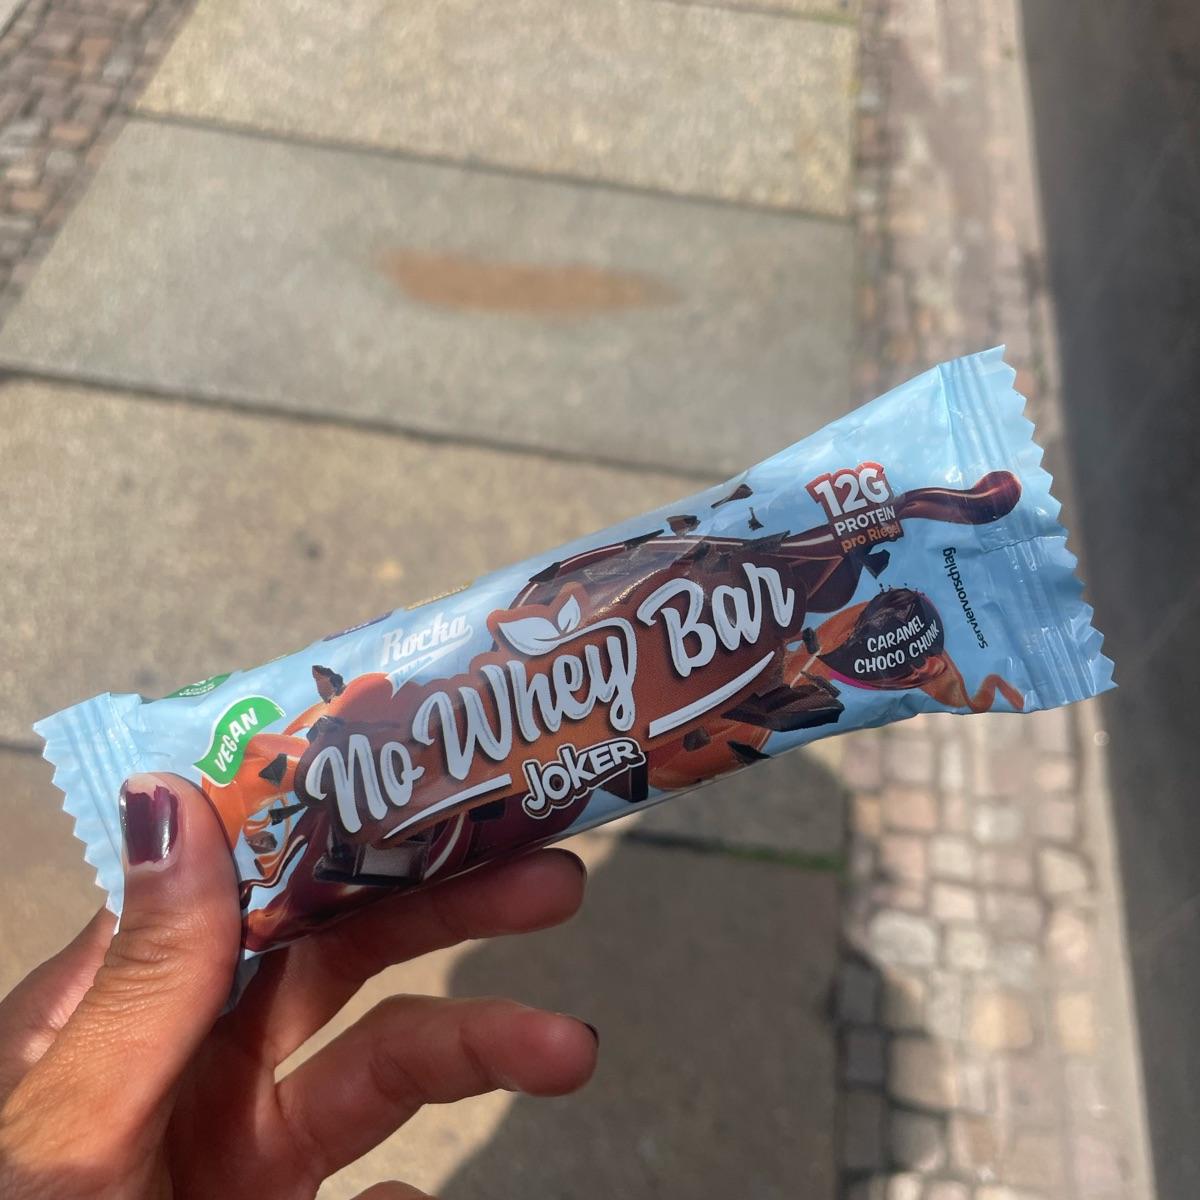 Rocka
VEGAN
No Whey Bar
JOKER
12G
PROTEIN
pro Riegel
CARAMEL
CHOCO CHUNK
Serviervorschlag